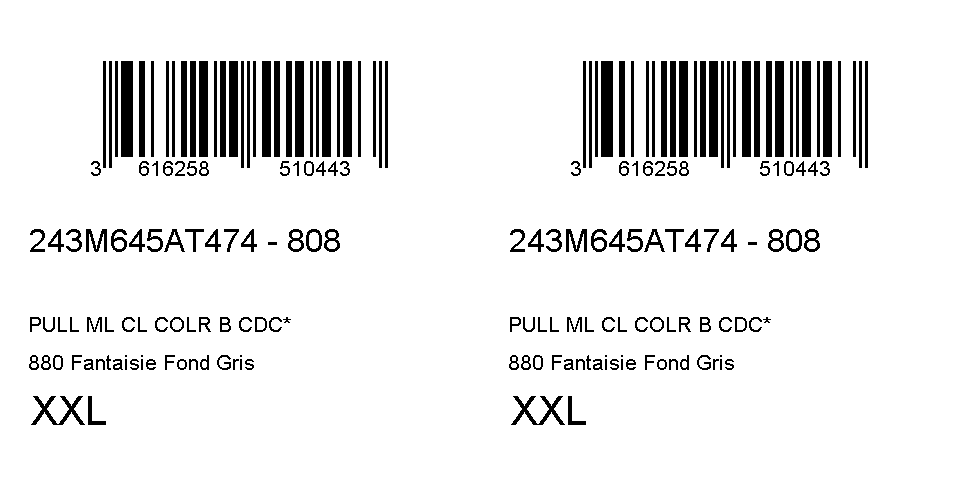 3 616258 510443
243M645AT474 - 808
PULL ML CL COLR B CDC*
880 Fantaisie Fond Gris
XXL
3 616258 510443
243M645AT474 - 808
PULL ML CL COLR B CDC*
880 Fantaisie Fond Gris
XXL